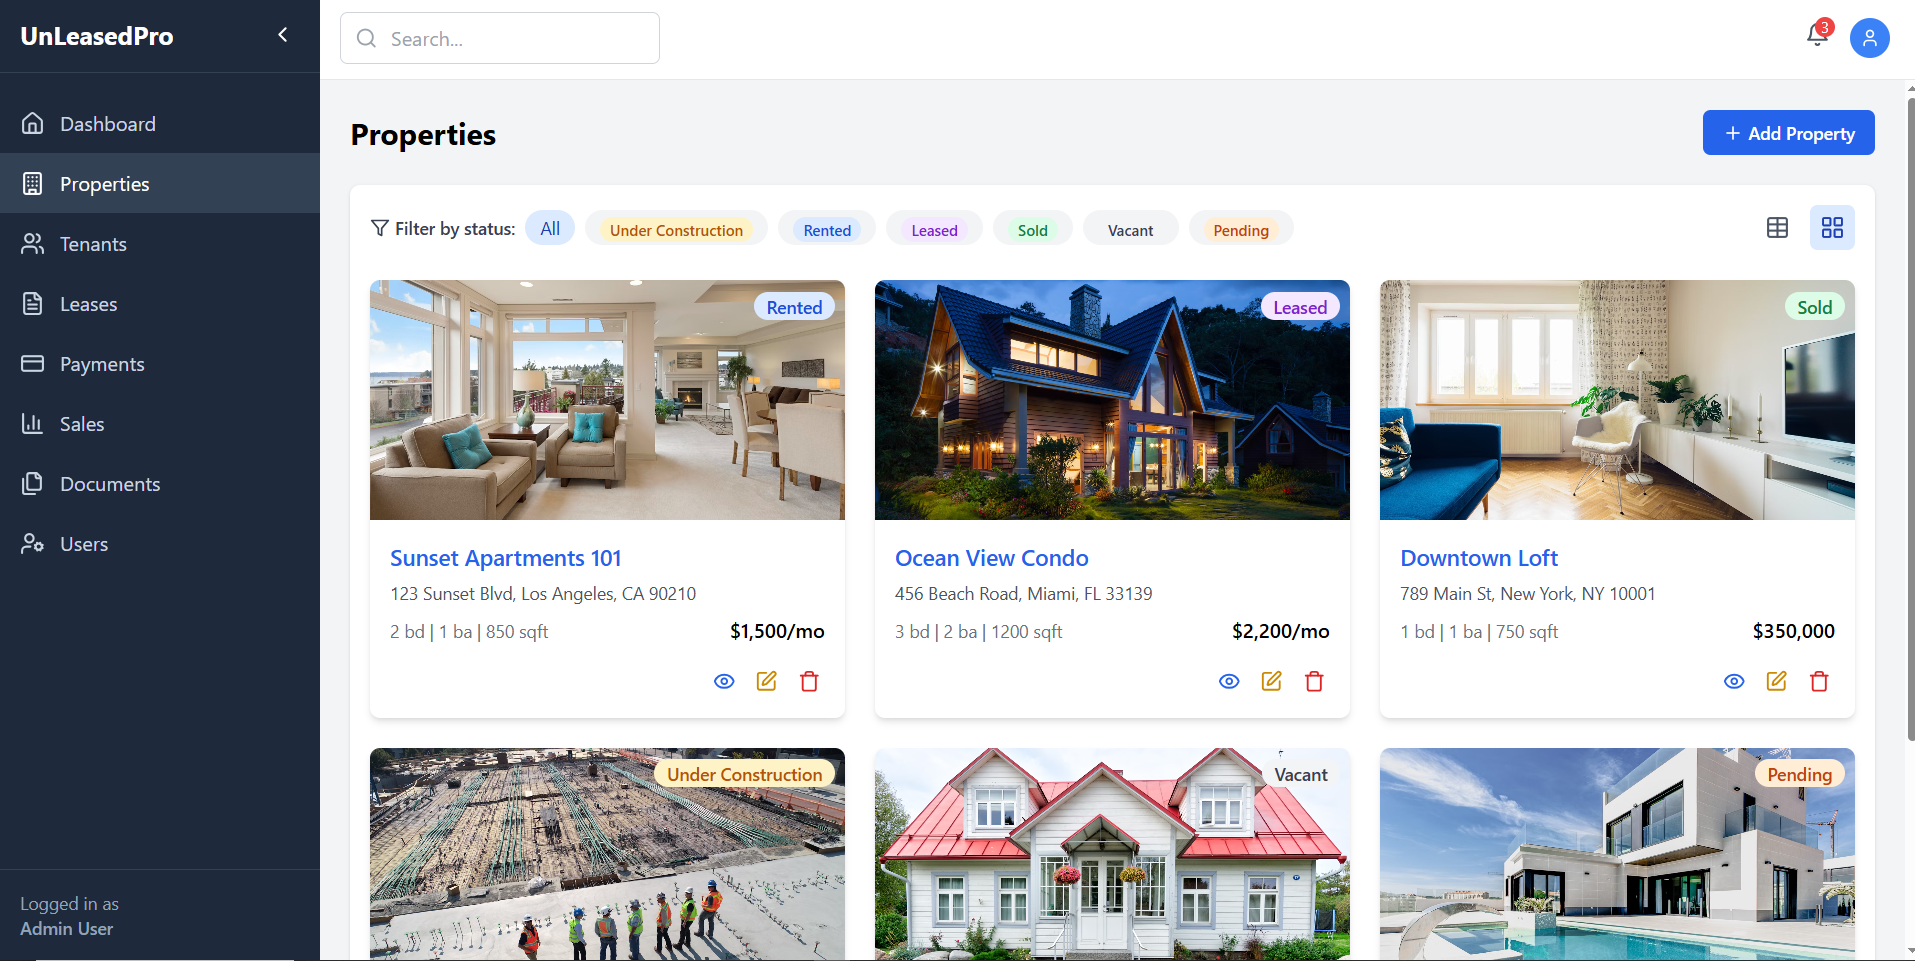 UnLeasedPro
Search...
3
Dashboard
Properties
Tenants
Leases
Payments
Sales
Documents
Users
Logged in as
Admin User
Properties
+ Add Property
Filter by status: All Under Construction Rented Leased Sold Vacant Pending
Rented
Sunset Apartments 101
123 Sunset Blvd, Los Angeles, CA 90210
2 bd | 1 ba | 850 sqft $1,500/mo
Leased
Ocean View Condo
456 Beach Road, Miami, FL 33139
3 bd | 2 ba | 1200 sqft $2,200/mo
Sold
Downtown Loft
789 Main St, New York, NY 10001
1 bd | 1 ba | 750 sqft $350,000
Under Construction
Vacant
Pending